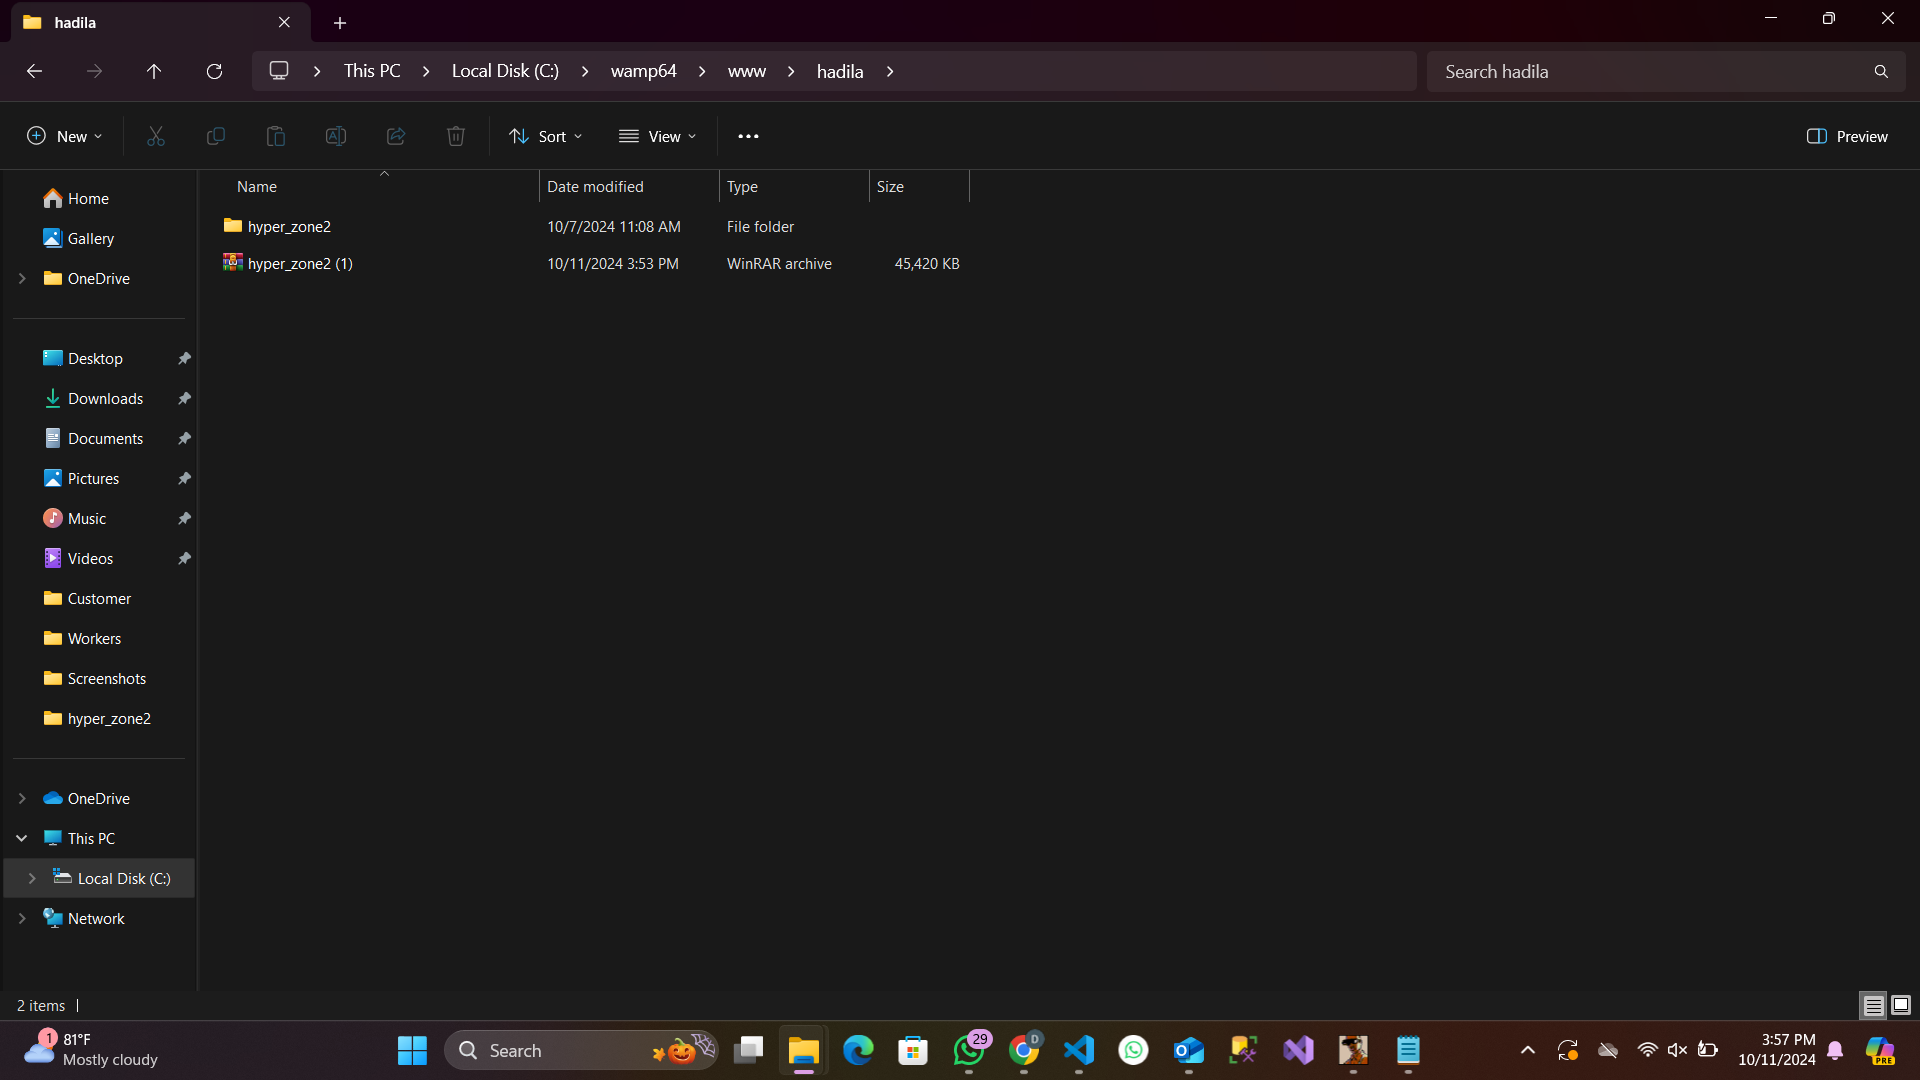 hadila
This PC
Local Disk (C:)
wamp64
www
hadila
Search hadila
New
Sort
View
Preview
Name
Date modified
Type
Size
hyper_zone2
10/7/2024 11:08 AM
File folder
hyper_zone2 (1)
10/11/2024 3:53 PM
WinRAR archive
45,420 KB
Home
Gallery
OneDrive
Desktop
Downloads
Documents
Pictures
Music
Videos
Customer
Workers
Screenshots
hyper_zone2
OneDrive
This PC
Local Disk (C:)
Network
2 items
1
81°F
Mostly cloudy
Search
29
D
PRE
3:57 PM
10/11/2024